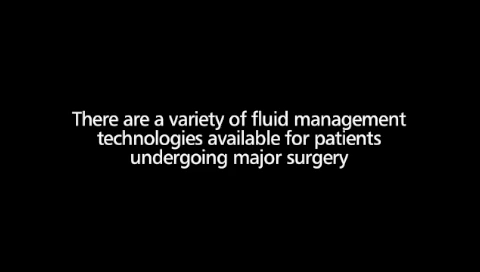 There are a variety of fluid management
technologies available for patients
undergoing major surgery